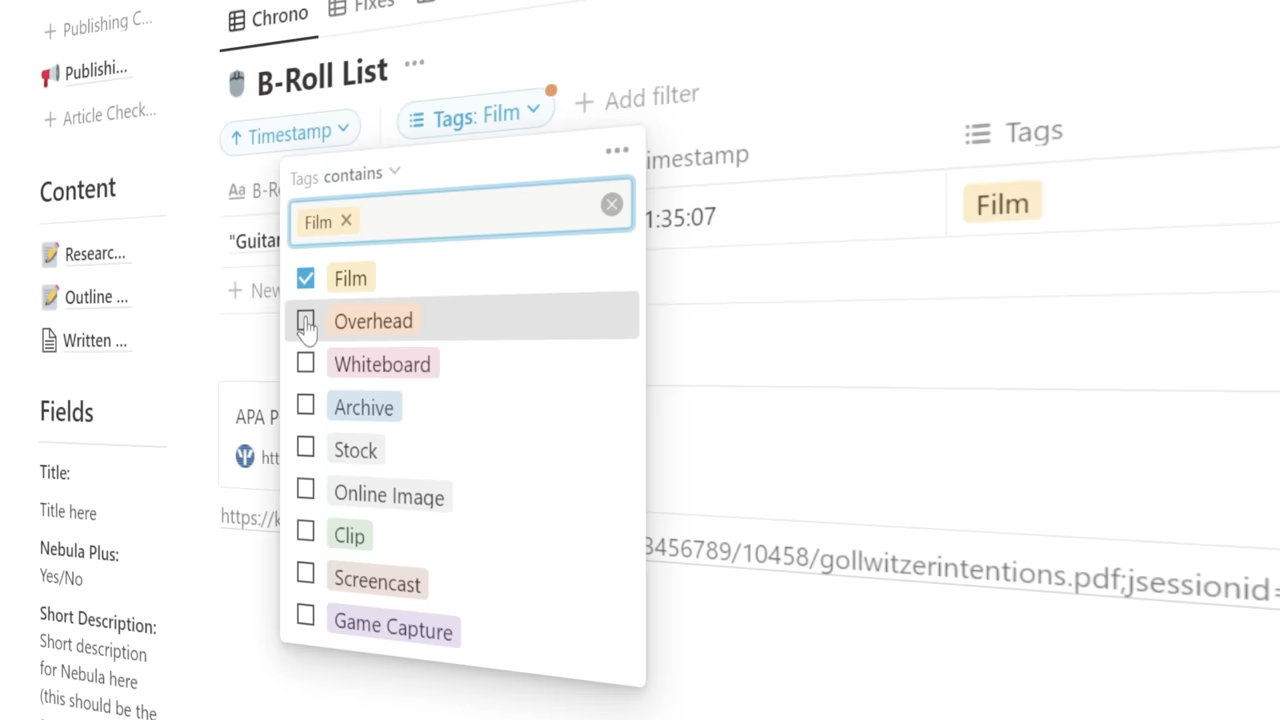 Publishing C...
Publishi...
Article Check...
Content
Researc...
Outline ...
Written ...
Fields
Title:
Title here
Nebula Plus:
Yes/No
Short Description:
Short description
for Nebula here
(this should be the
Chrono
Fixes
B-Roll List
Timestamp
Tags: Film
Add filter
Aa B-Ro
imestamp
Tags
"Guitar
1:35:07
Film
New
Tags contains
Film
Film
Overhead
Whiteboard
Archive
Stock
Online Image
Clip
Screencast
Game Capture
APA P
htt
https://k
3456789/10458/gollwitzerintentions.pdf;jsessionid=